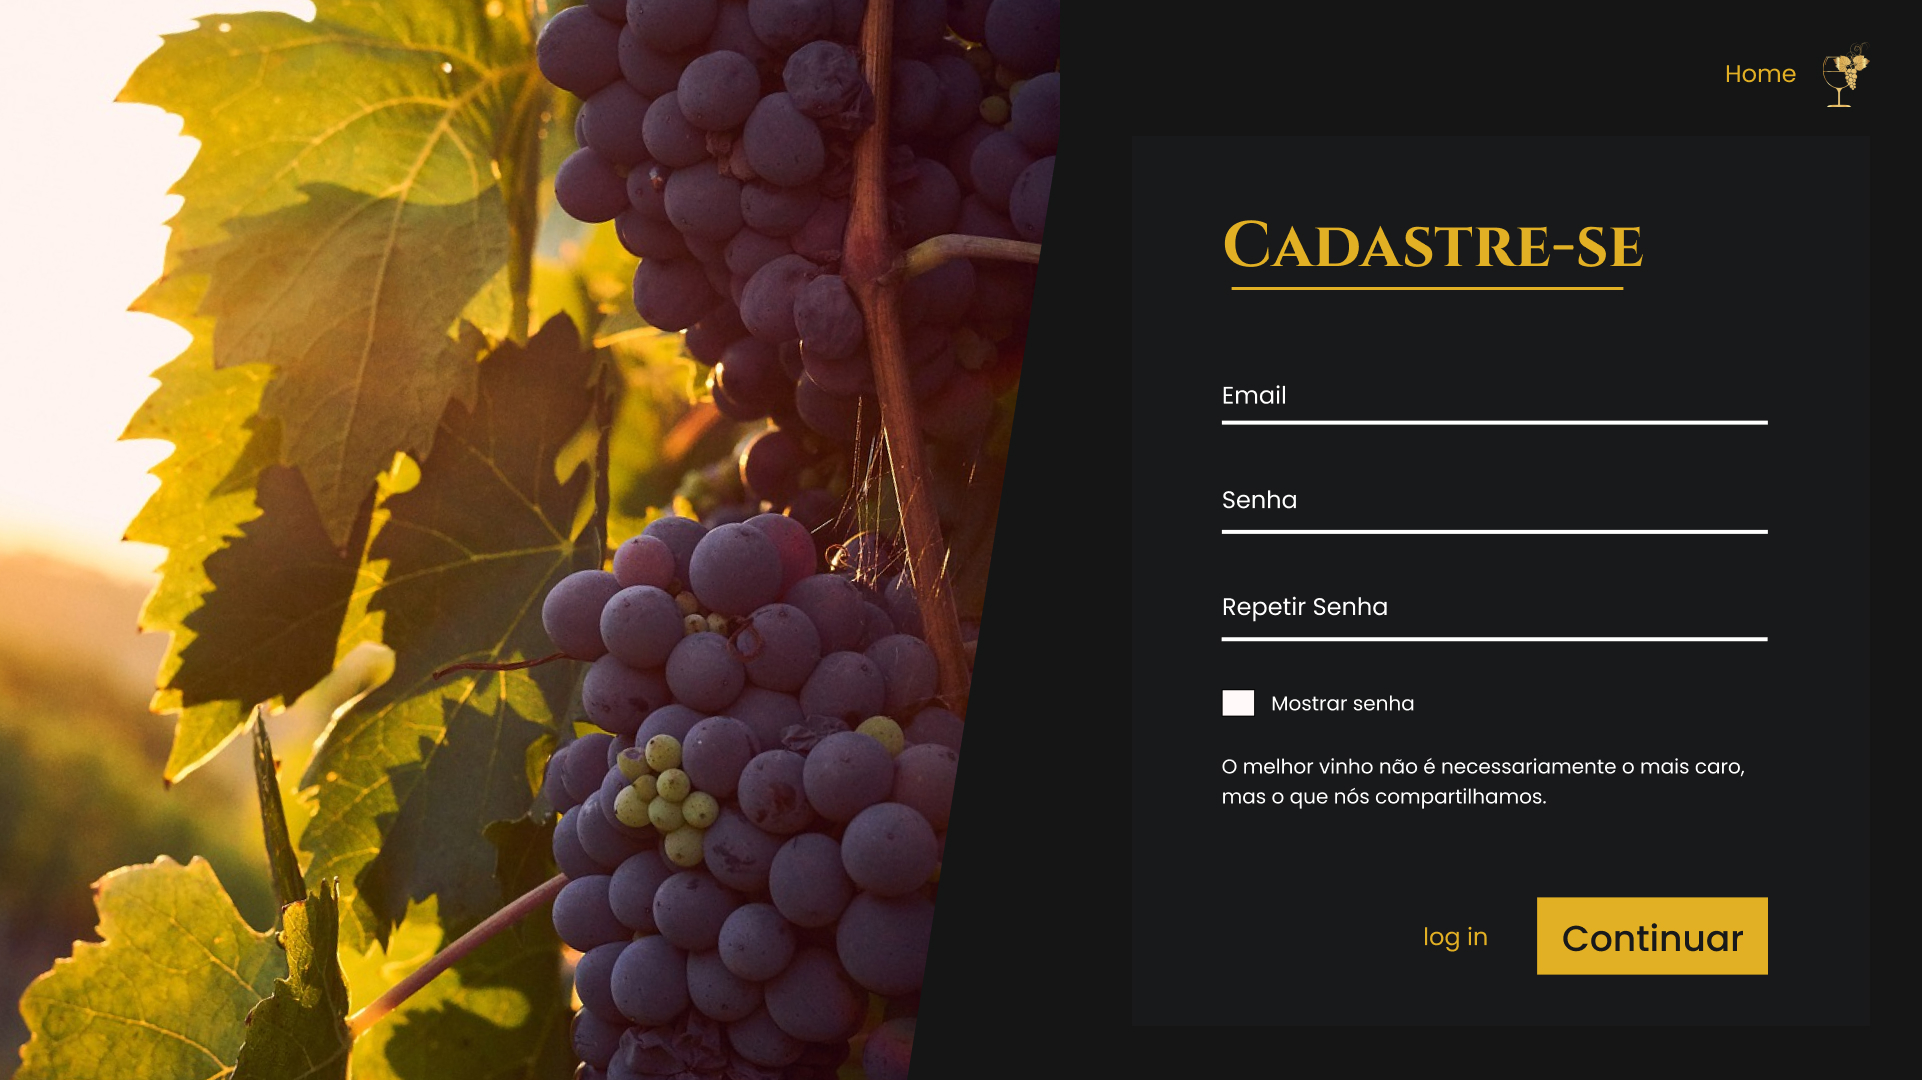 Home
Cadastre-se
Email
Senha
Repetir Senha
Mostrar senha
O melhor vinho não é necessariamente o mais caro,
mas o que nós compartilhamos.
log in
Continuar